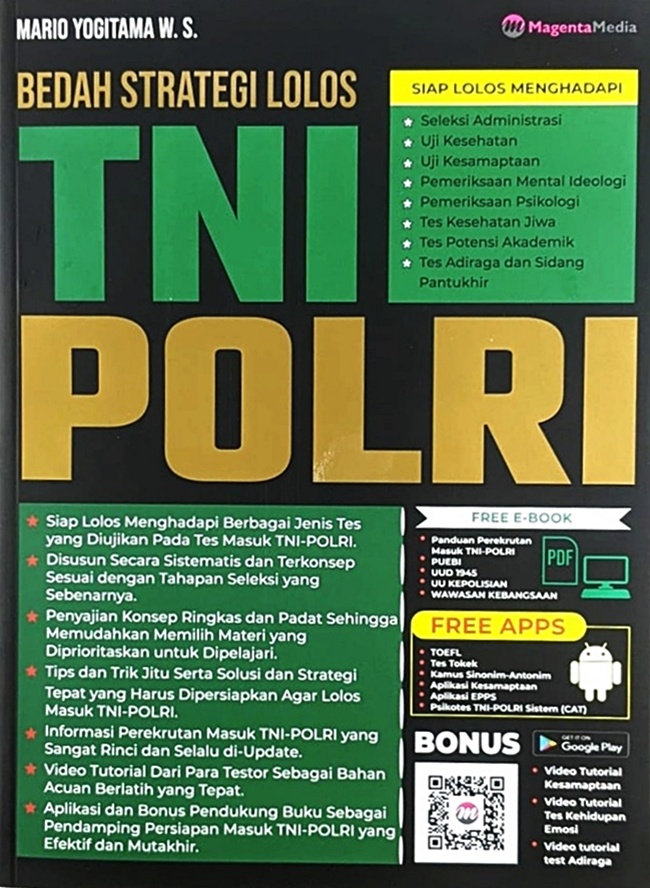 MARIO YOGITAMA W. S.
m MagentaMedia
BEDAH STRATEGI LOLOS
TNI
POLRI
SIAP LOLOS MENGHADAPI
Seleksi Administrasi
Uji Kesehatan
Uji Kesamaptaan
Pemeriksaan Mental Ideologi
Pemeriksaan Psikologi
Tes Kesehatan Jiwa
Tes Potensi Akademik
Tes Adiraga dan Sidang
Pantukhir
Siap Lolos Menghadapi Berbagai Jenis Tes
yang Diujikan Pada Tes Masuk TNI-POLRI.
Disusun Secara Sistematis dan Terkonsep
Sesuai dengan Tahapan Seleksi yang
Sebenarnya.
Penyajian Konsep Ringkas dan Padat Sehingga
Memudahkan Memilih Materi yang
Diprioritaskan untuk Dipelajari.
Tips dan Trik Jitu Serta Solusi dan Strategi
Tepat yang Harus Dipersiapkan Agar Lolos
Masuk TNI-POLRI.
Informasi Perekrutan Masuk TNI-POLRI yang
Sangat Rinci dan Selalu di-Update.
Video Tutorial Dari Para Testor Sebagai Bahan
Acuan Berlatih yang Tepat.
Aplikasi dan Bonus Pendukung Buku Sebagai
Pendamping Persiapan Masuk TNI-POLRI yang
Efektif dan Mutakhir.
FREE E-BOOK
Panduan Perekrutan
Masuk TNI-POLRI
PUEBI
UUD 1945
UU KEPOLISIAN
WAWASAN KEBANGSAAN
PDF
FREE APPS
TOEFL
Tes Tokek
Kamus Sinonim-Antonim
Aplikasi Kesamaptaan
Aplikasi EPPS
Psikotes TNI-POLRI Sistem (CAT)
BONUS
GET IT ON
Google Play
m
Video Tutorial
Kesamaptaan
Video Tutorial
Tes Kehidupan
Emosi
Video tutorial
test Adiraga